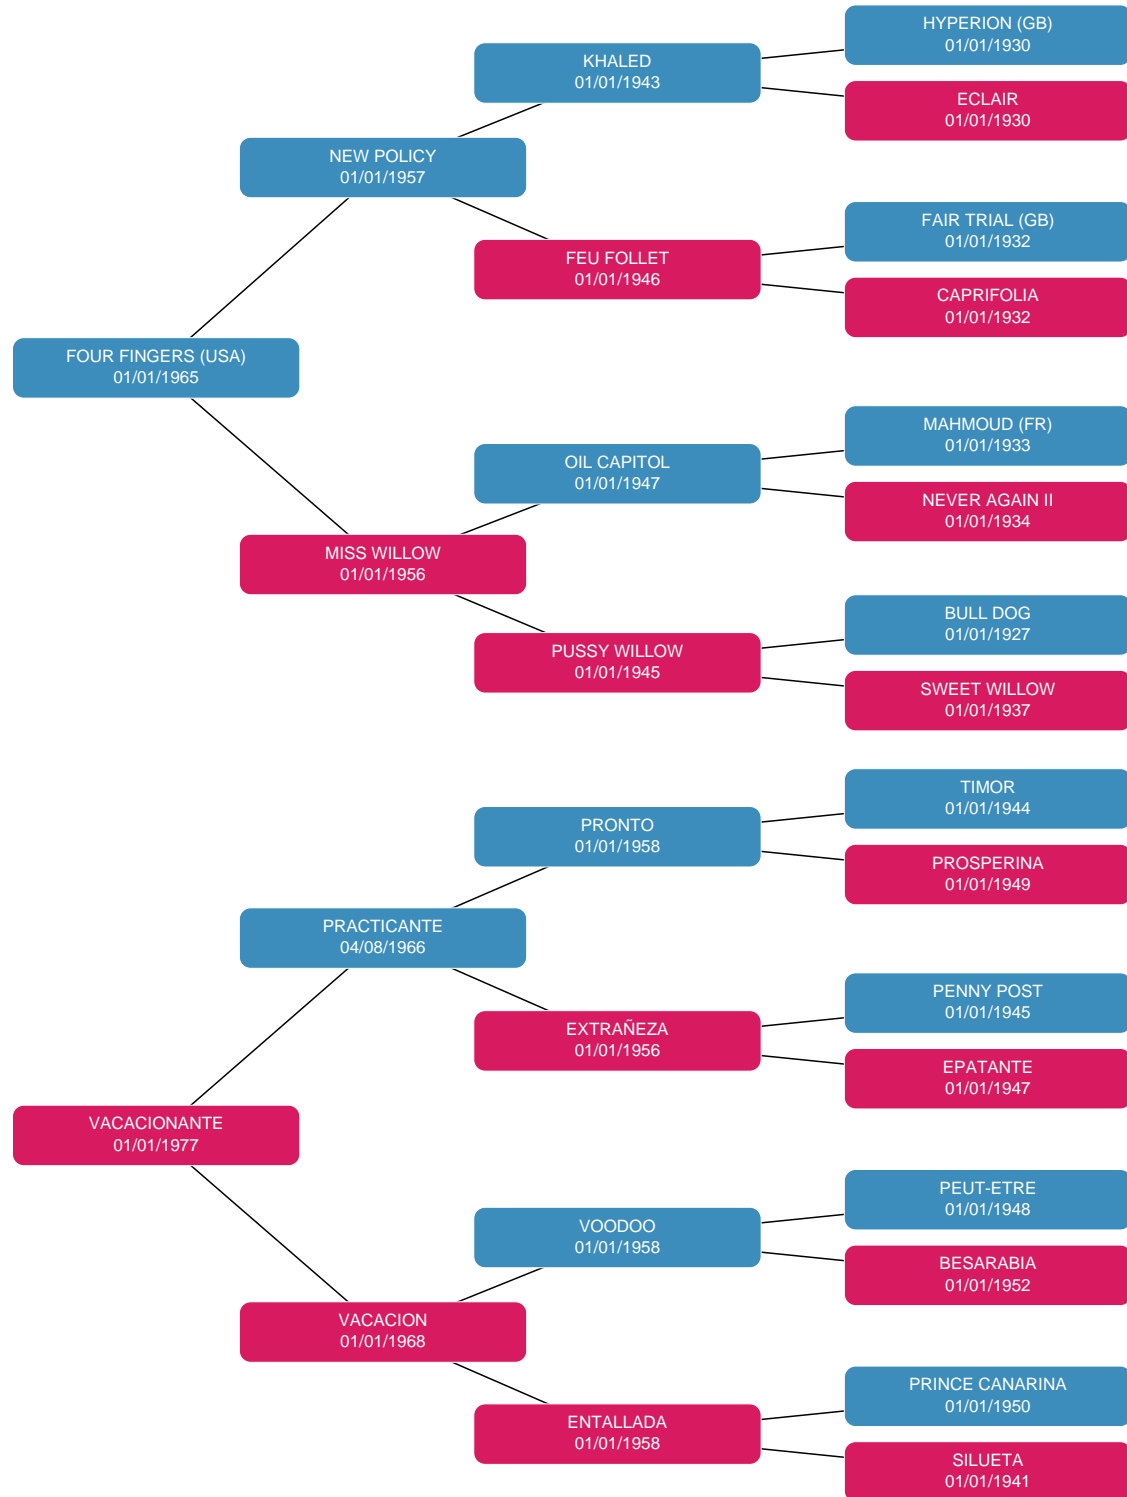 HYPERION (GB)
01/01/1930
KHALED
01/01/1943
ECLAIR
01/01/1930
NEW POLICY
01/01/1957
FAIR TRIAL (GB)
01/01/1932
FEU FOLLET
01/01/1946
CAPRIFOLIA
01/01/1932
FOUR FINGERS (USA)
01/01/1965
MAHMOUD (FR)
01/01/1933
OIL CAPITOL
01/01/1947
NEVER AGAIN II
01/01/1934
MISS WILLOW
01/01/1956
BULL DOG
01/01/1927
PUSSY WILLOW
01/01/1945
SWEET WILLOW
01/01/1937
TIMOR
01/01/1944
PRONTO
01/01/1958
PROSPERINA
01/01/1949
PRACTICANTE
04/08/1966
PENNY POST
01/01/1945
EXTRAÑEZA
01/01/1956
EPATANTE
01/01/1947
VACACIONANTE
01/01/1977
PEUT-ETRE
01/01/1948
VOODOO
01/01/1958
BESARABIA
01/01/1952
VACACION
01/01/1968
PRINCE CANARINA
01/01/1950
ENTALLADA
01/01/1958
SILUETA
01/01/1941